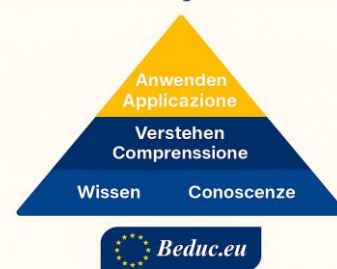 Anwenden
Applicazione
Verstehen
Comprenssione
Wissen Conoscenze
Beduc.eu